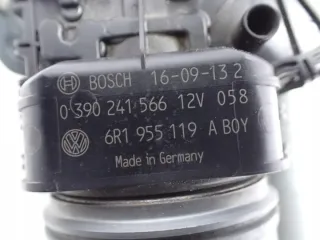 BOSCH 16-09-13 2
0 390 241 566 12V 058
6R1 955 119 A BOY
Made in Germany